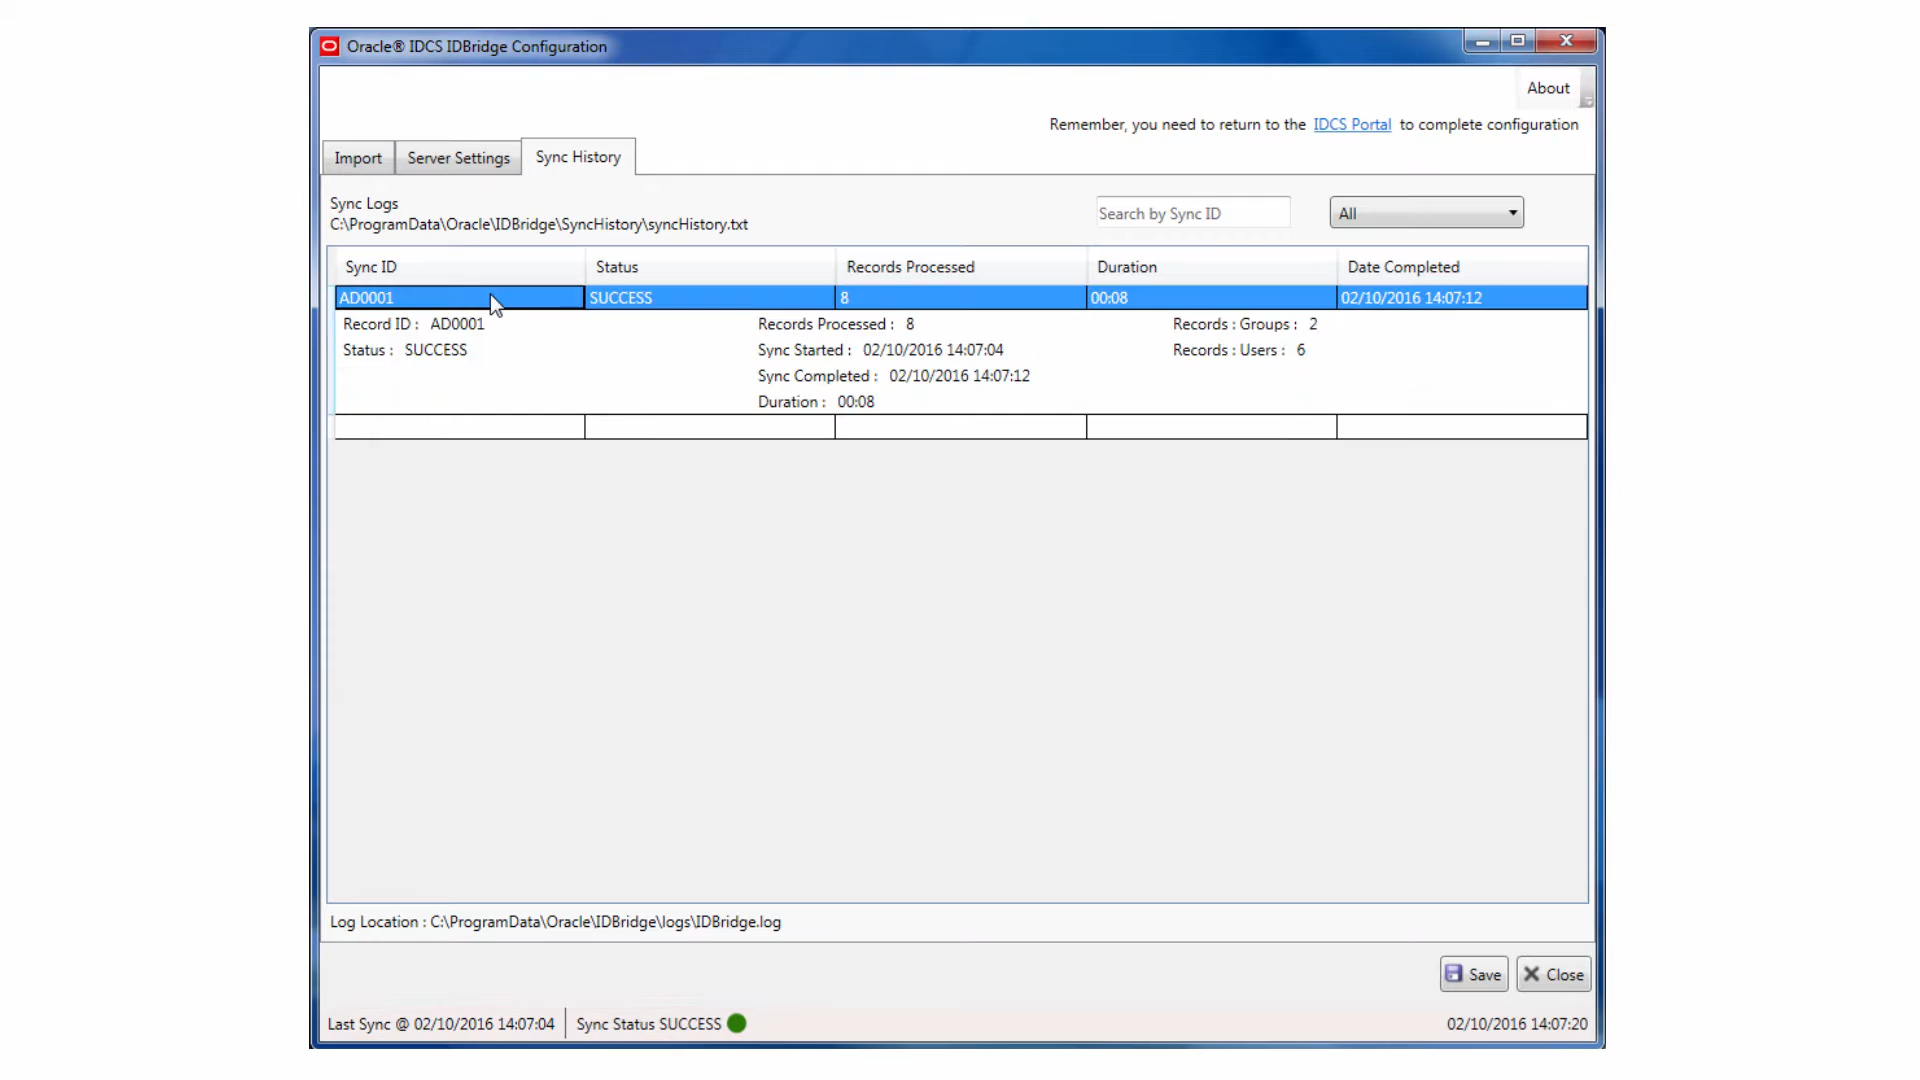 Oracle® IDCS IDBridge Configuration
About
Remember, you need to return to the IDCS Portal to complete configuration
Import Server Settings Sync History
Sync Logs
C:\ProgramData\Oracle\IDBridge\SyncHistory\syncHistory.txt
Search by Sync ID All
Sync ID Status Records Processed Duration Date Completed
AD0001 SUCCESS 8 00:08 02/10/2016 14:07:12
Record ID : AD0001 Records Processed : 8 Records : Groups : 2
Status : SUCCESS Sync Started : 02/10/2016 14:07:04 Records : Users : 6
Sync Completed : 02/10/2016 14:07:12
Duration : 00:08
Log Location : C:\ProgramData\Oracle\IDBridge\logs\IDBridge.log
Save Close
Last Sync @ 02/10/2016 14:07:04 Sync Status SUCCESS 02/10/2016 14:07:20